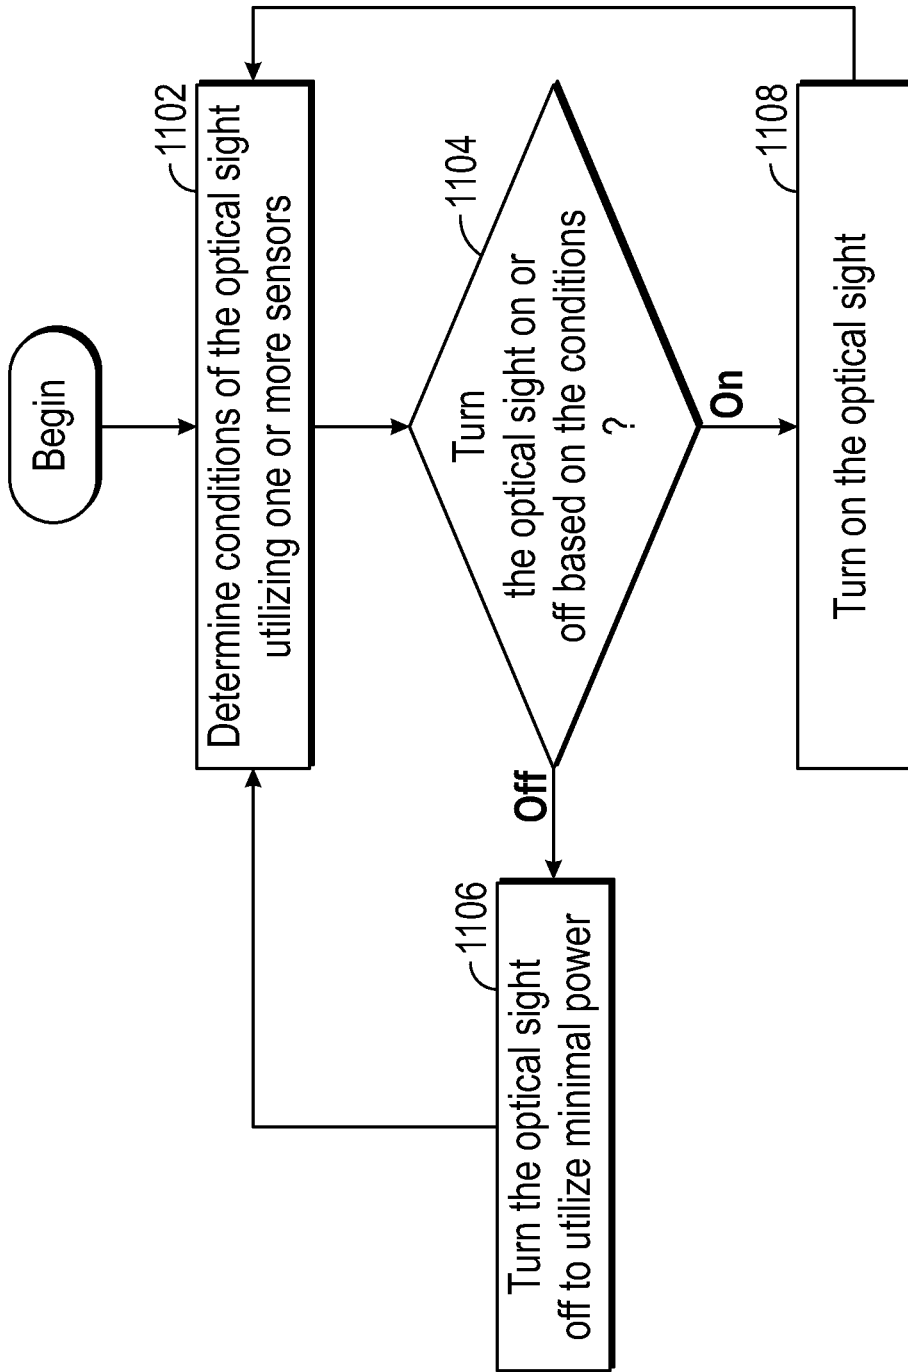 Begin
1102
Determine conditions of the optical sight
utilizing one or more sensors
1104
Turn
the optical sight on or
off based on the conditions
?
Off
On
1106
Turn the optical sight
off to utilize minimal power
1108
Turn on the optical sight